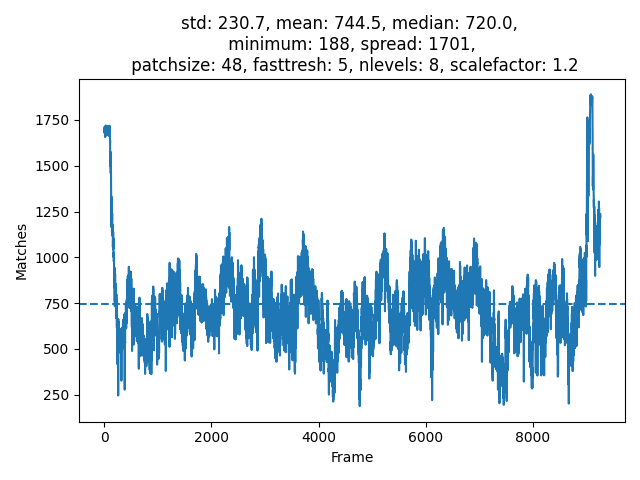 std: 230.7, mean: 744.5, median: 720.0,
minimum: 188, spread: 1701,
patchsize: 48, fasttresh: 5, nlevels: 8, scalefactor: 1.2
1750
1500
1250
1000
750
500
250
Matches
0 2000 4000 6000 8000
Frame